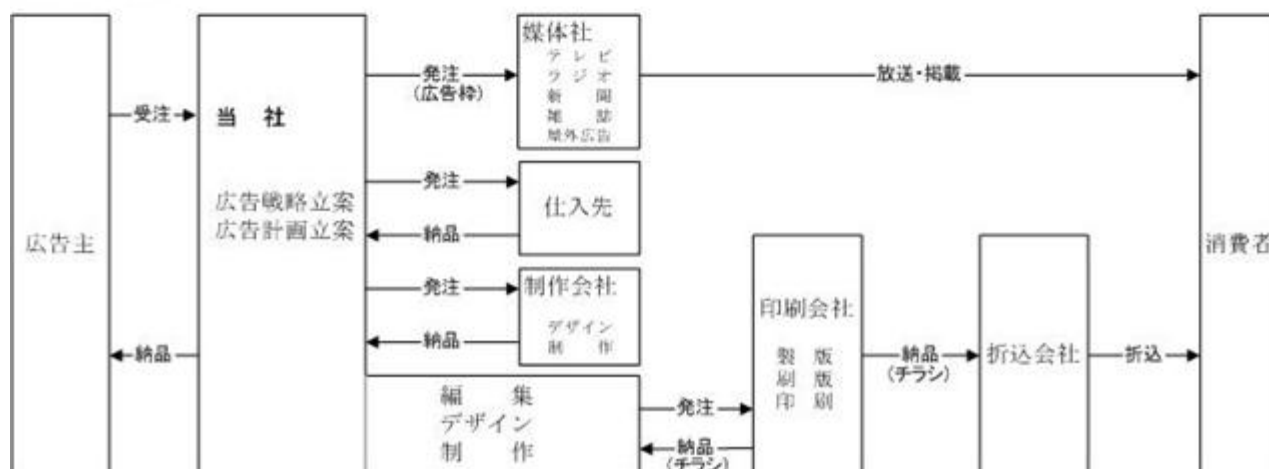 広告主
受注
納品
当 社
広告戦略立案
広告計画立案
発注
(広告枠)
媒体社
テレビ
ラジオ
新 聞
雑 誌
屋外広告
放送・掲載
発注
仕入先
納品
発注
制作会社
デザイン
制 作
納品
編 集
デザイン
制 作
発注
納品
(チラシ)
印刷会社
製 版
刷 版
印 刷
納品
(チラシ)
折込会社
折込
消費者